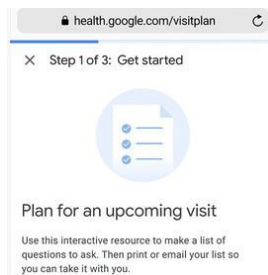 health.google.com/visitplan
Step 1 of 3: Get started
Plan for an upcoming visit
Use this interactive resource to make a list of
questions to ask. Then print or email your list so
you can take it with you.